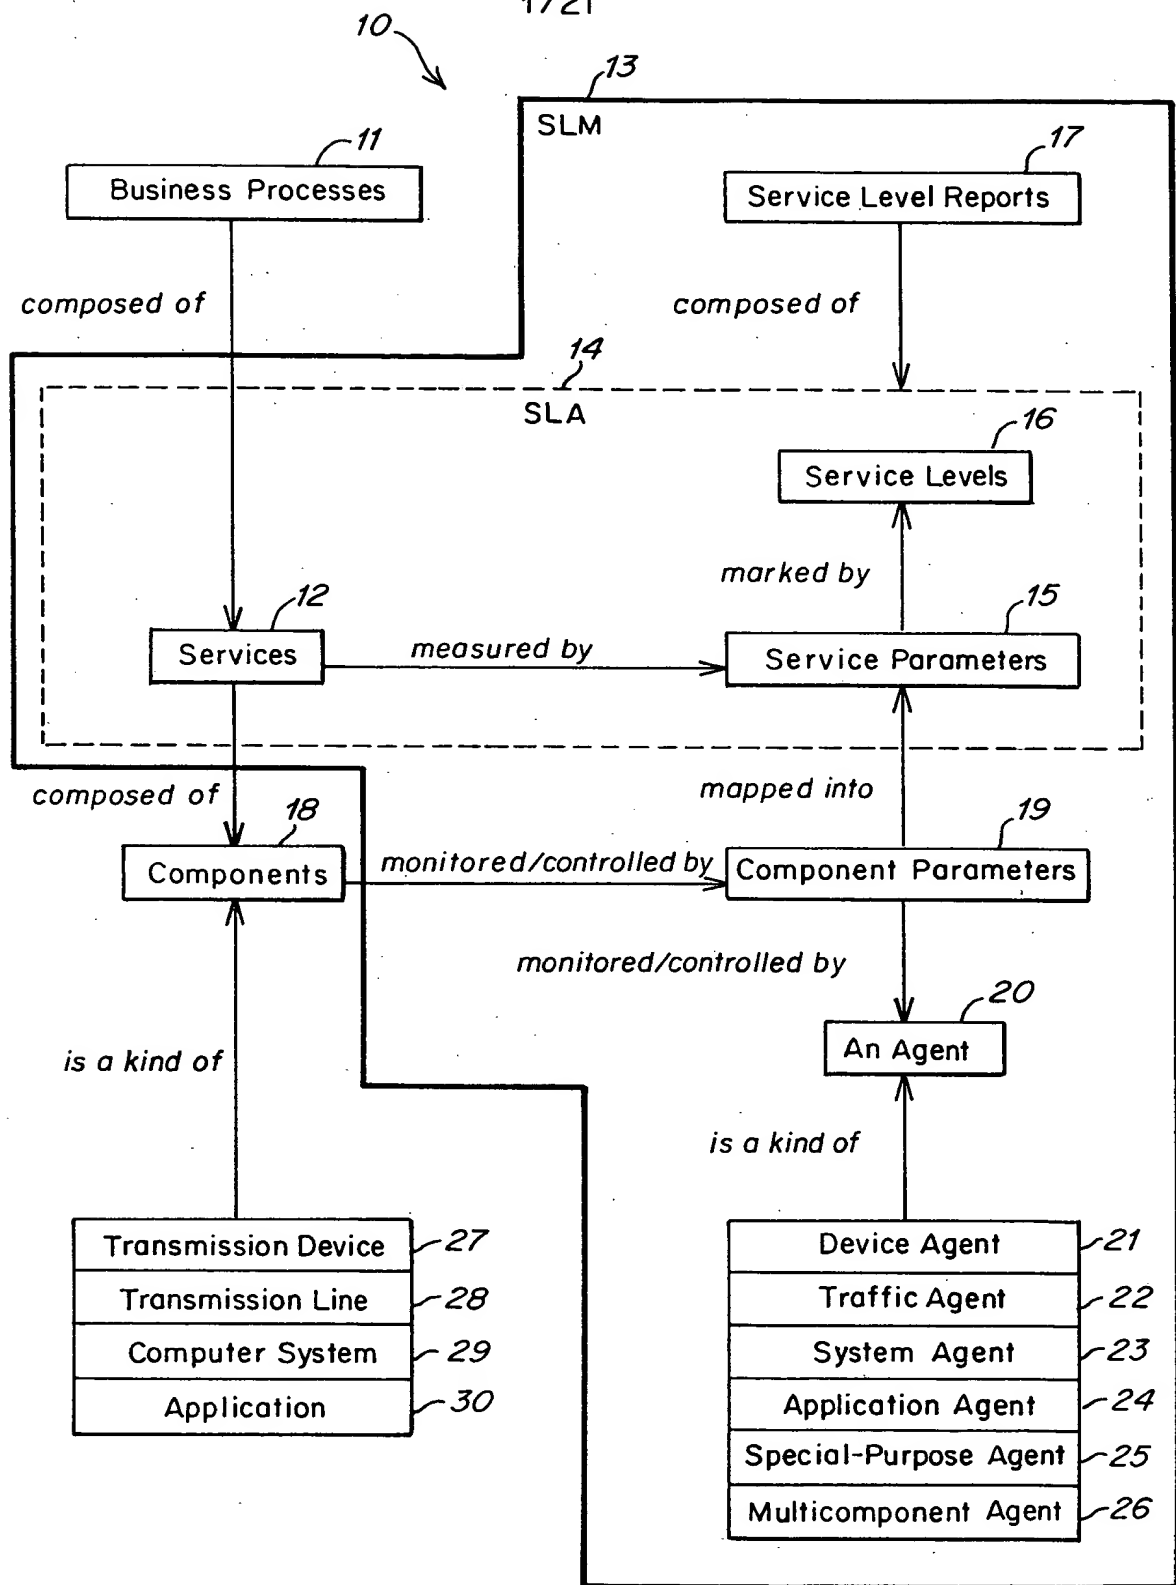 1/21
10
13
SLM
11
Business Processes
17
Service Level Reports
composed of
composed of
14
SLA
16
Service Levels
marked by
12
Services
measured by
15
Service Parameters
composed of
mapped into
18
Components
monitored/controlled by
19
Component Parameters
monitored/controlled by
20
An Agent
is a kind of
is a kind of
Transmission Device 27
Transmission Line 28
Computer System 29
Application 30
Device Agent 21
Traffic Agent 22
System Agent 23
Application Agent 24
Special-Purpose Agent 25
Multicomponent Agent 26